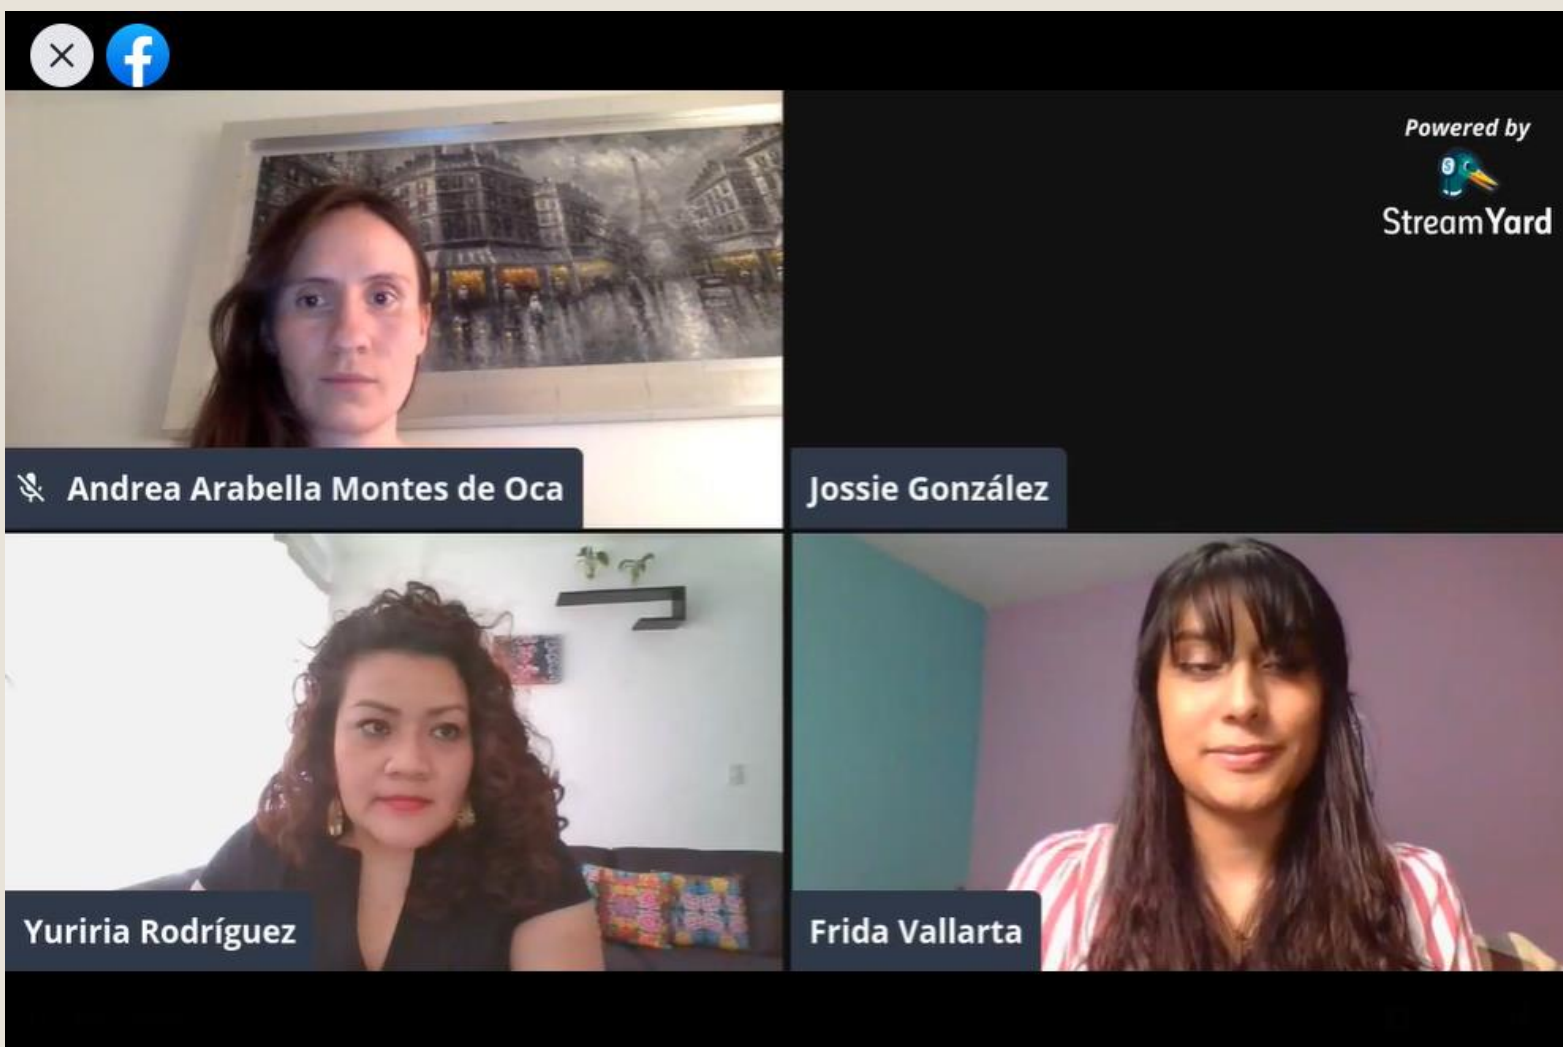 Powered by
StreamYard
Andrea Arabella Montes de Oca
Jossie González
Yuriria Rodríguez
Frida Vallarta